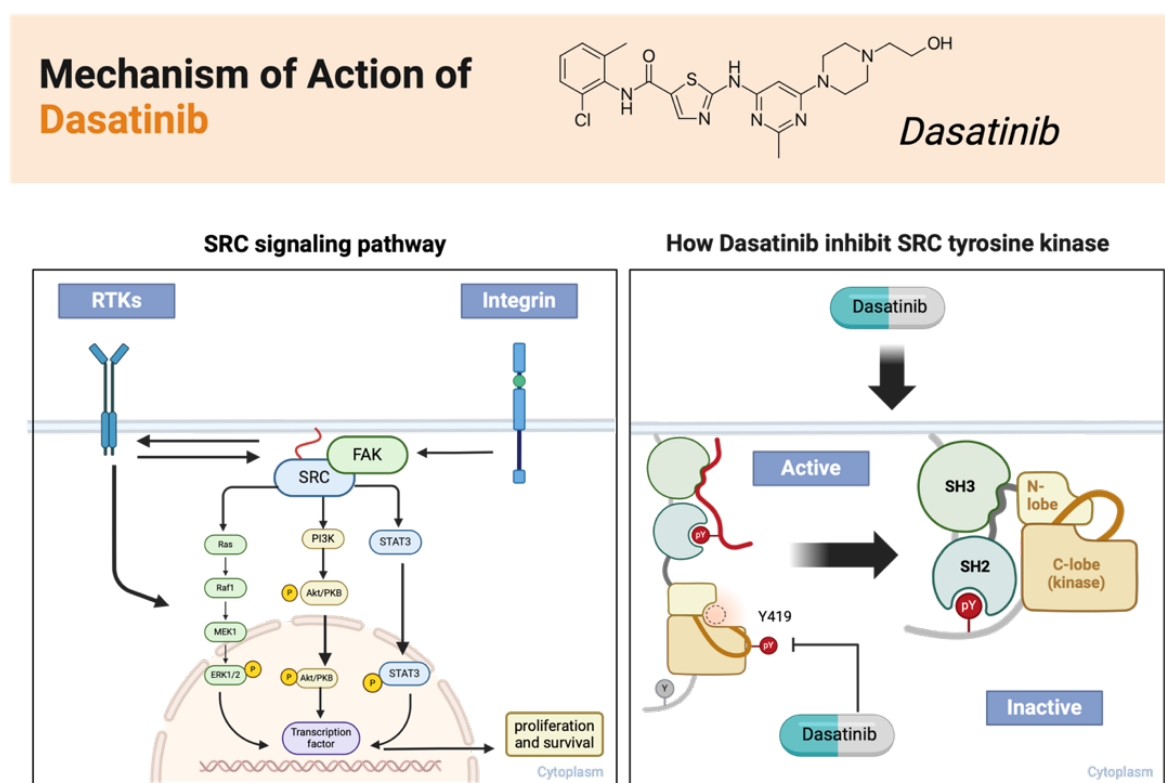 Mechanism of Action of
Dasatinib
O
S
H
N
N
H
Cl
N
N
N
N
N
OH
Dasatinib
SRC signaling pathway
RTKs
Integrin
FAK
SRC
Ras
PI3K
STAT3
Raf1
P
Akt/PKB
MEK1
ERK1/2
P
P
Akt/PKB
P
STAT3
Transcription
factor
proliferation
and survival
Cytoplasm
How Dasatinib inhibit SRC tyrosine kinase
Dasatinib
Active
pY
Y419
pY
Y
Dasatinib
SH3
N-
lobe
SH2
C-lobe
(kinase)
pY
Inactive
Cytoplasm